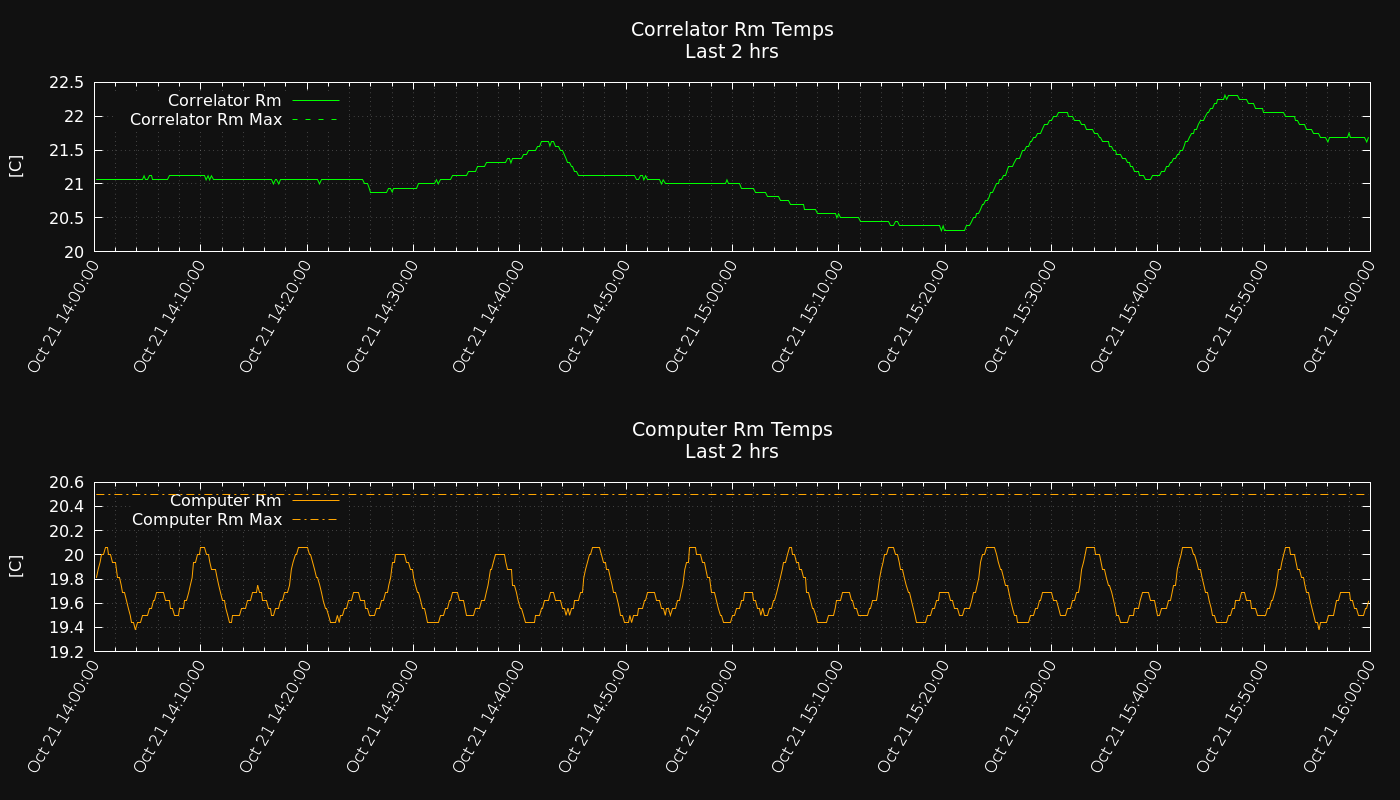 Correlator Rm Temps
Last 2 hrs
22.5
22
21.5
21
20.5
20
[C]
Correlator Rm
Correlator Rm Max
Oct 21 14:00:00
Oct 21 14:10:00
Oct 21 14:20:00
Oct 21 14:30:00
Oct 21 14:40:00
Oct 21 14:50:00
Oct 21 15:00:00
Oct 21 15:10:00
Oct 21 15:20:00
Oct 21 15:30:00
Oct 21 15:40:00
Oct 21 15:50:00
Oct 21 16:00:00
Computer Rm Temps
Last 2 hrs
20.6
20.4
20.2
20
19.8
19.6
19.4
19.2
[C]
Computer Rm
Computer Rm Max
Oct 21 14:00:00
Oct 21 14:10:00
Oct 21 14:20:00
Oct 21 14:30:00
Oct 21 14:40:00
Oct 21 14:50:00
Oct 21 15:00:00
Oct 21 15:10:00
Oct 21 15:20:00
Oct 21 15:30:00
Oct 21 15:40:00
Oct 21 15:50:00
Oct 21 16:00:00